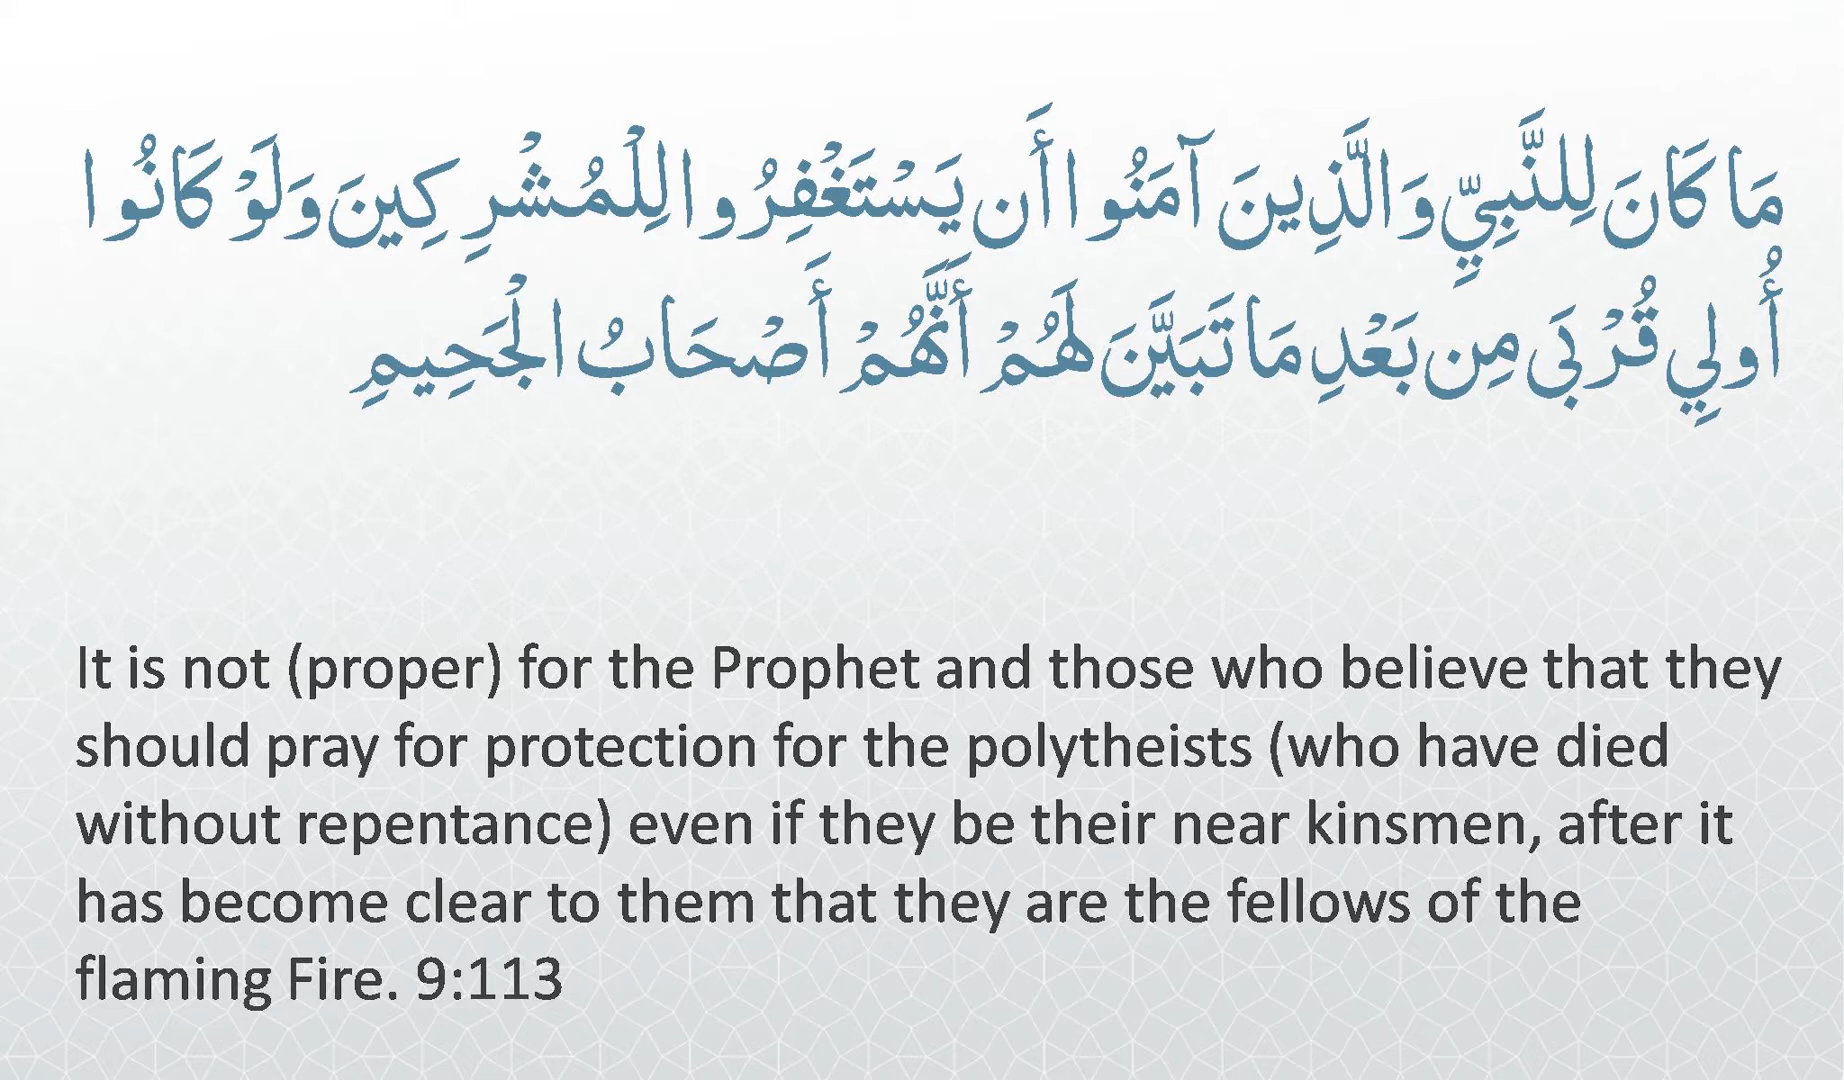 مَا كَانَ لِلنَّبِيِّ وَالَّذِينَ آمَنُوا أَن يَسْتَغْفِرُوا لِلْمُشْرِكِينَ وَلَوْ كَانُوا
أُولِي قُرْبَى مِن بَعْدِ مَا تَبَيَّنَ لَهُمْ أَنَّهُمْ أَصْحَابُ الْجَحِيمِ
It is not (proper) for the Prophet and those who believe that they
should pray for protection for the polytheists (who have died
without repentance) even if they be their near kinsmen, after it
has become clear to them that they are the fellows of the
flaming Fire. 9:113